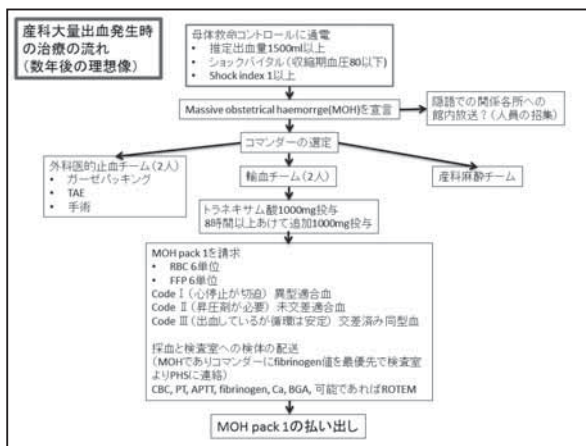 産科大量出血発生時
の治療の流れ
（数年後の理想像）
母体救命コントロールに通電
• 推定出血量1500ml以上
• ショックバイタル（収縮期血圧80以下）
• Shock index 1以上
Massive obstetrical haemorrge(MOH)を宣言
隠語での関係各所への
館内放送？（人員の招集）
コマンダーの選定
外科医的止血チーム（2人）
• ガーゼパッキング
• TAE
• 手術
輸血チーム（2人）
産科麻酔チーム
トラネキサム酸1000mg投与
8時間以上あけて追加1000mg投与
MOH pack 1を請求
• RBC 6単位
• FFP 6単位
Code Ⅰ（心停止が切迫） 異型適合血
Code Ⅱ（昇圧剤が必要） 未交差適合血
Code Ⅲ（出血しているが循環は安定） 交差済み同型血
採血と検査室への検体の配送
（MOHでありコマンダーにfibrinogen値を最優先で検査室
よりPHSに連絡）
CBC, PT, APTT, fibrinogen, Ca, BGA, 可能であればROTEM
MOH pack 1の払い出し